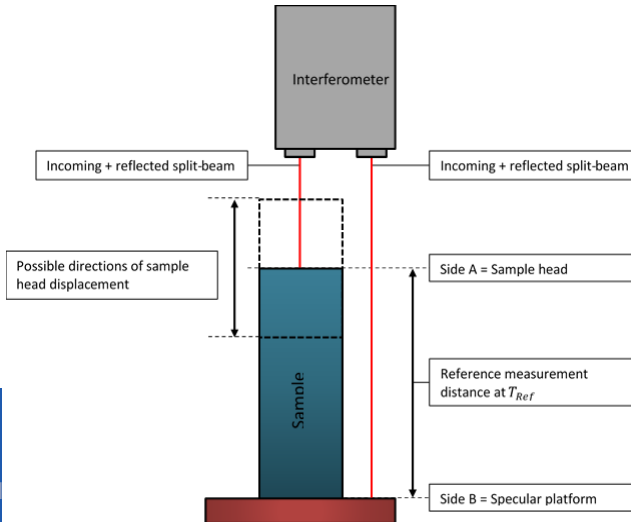 Interferometer
Incoming + reflected split-beam
Incoming + reflected split-beam
Possible directions of sample
head displacement
Side A = Sample head
Sample
Reference measurement
distance at T_Ref
Side B = Specular platform